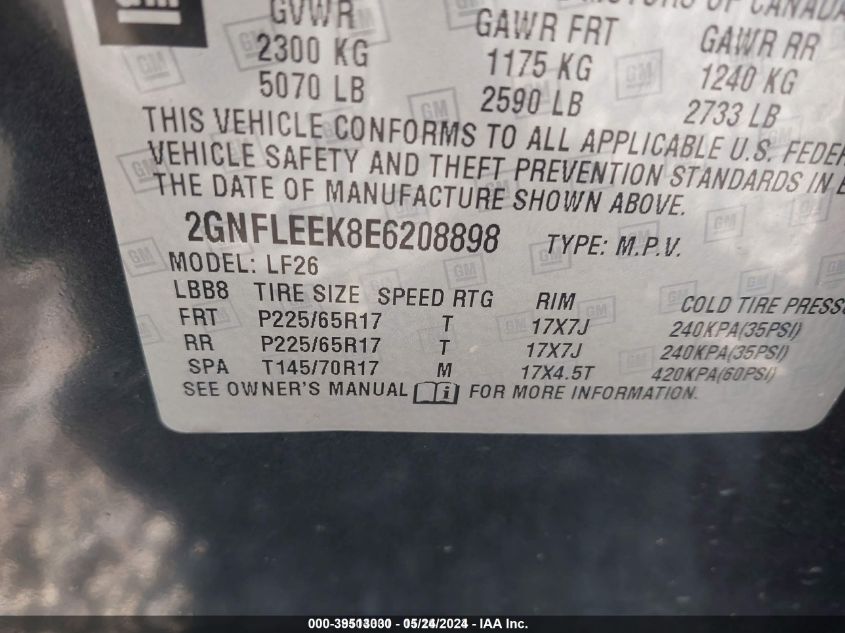 GM
MOTORS OF CANADA
GVWR GAWR FRT GAWR RR
2300 KG 1175 KG 1240 KG
5070 LB 2590 LB 2733 LB
THIS VEHICLE CONFORMS TO ALL APPLICABLE U.S. FEDER
VEHICLE SAFETY AND THEFT PREVENTION STANDARDS IN E
THE DATE OF MANUFACTURE SHOWN ABOVE.
2GNFLEEK8E6208898 TYPE: M.P.V.
MODEL: LF26
LBB8 TIRE SIZE SPEED RTG RIM COLD TIRE PRESS
FRT P225/65R17 T 17X7J 240KPA(35PSI)
RR P225/65R17 T 17X7J 240KPA(35PSI)
SPA T145/70R17 M 17X4.5T 420KPA(60PSI)
SEE OWNER'S MANUAL i FOR MORE INFORMATION.
- IAA Inc.